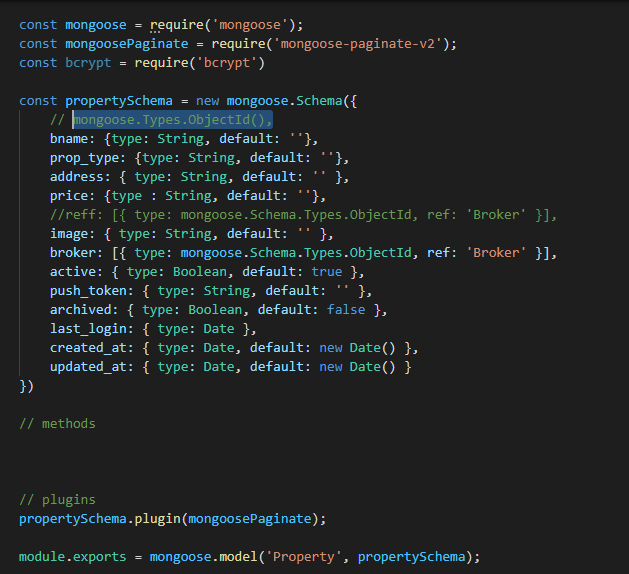 const mongoose = require('mongoose');
const mongoosePaginate = require('mongoose-paginate-v2');
const bcrypt = require('bcrypt')
const propertySchema = new mongoose.Schema({
// mongoose.Types.ObjectId(),
bname: {type: String, default: ''},
prop_type: {type: String, default: ''},
address: { type: String, default: '' },
price: {type : String, default: ''},
//reff: [{ type: mongoose.Schema.Types.ObjectId, ref: 'Broker' }],
image: { type: String, default: '' },
broker: [{ type: mongoose.Schema.Types.ObjectId, ref: 'Broker' }],
active: { type: Boolean, default: true },
push_token: { type: String, default: '' },
archived: { type: Boolean, default: false },
last_login: { type: Date },
created_at: { type: Date, default: new Date() },
updated_at: { type: Date, default: new Date() }
})
// methods
// plugins
propertySchema.plugin(mongoosePaginate);
module.exports = mongoose.model('Property', propertySchema);